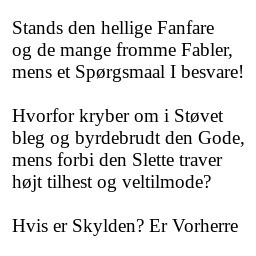 Stands den hellige Fanfare
og de mange fromme Fabler,
mens et Spørgsmaal I besvare!

Hvorfor kryber om i Støvet
bleg og byrdebrudt den Gode,
mens forbi den Slette traver
højt tilhest og veltilmode?

Hvis er Skylden? Er Vorherre